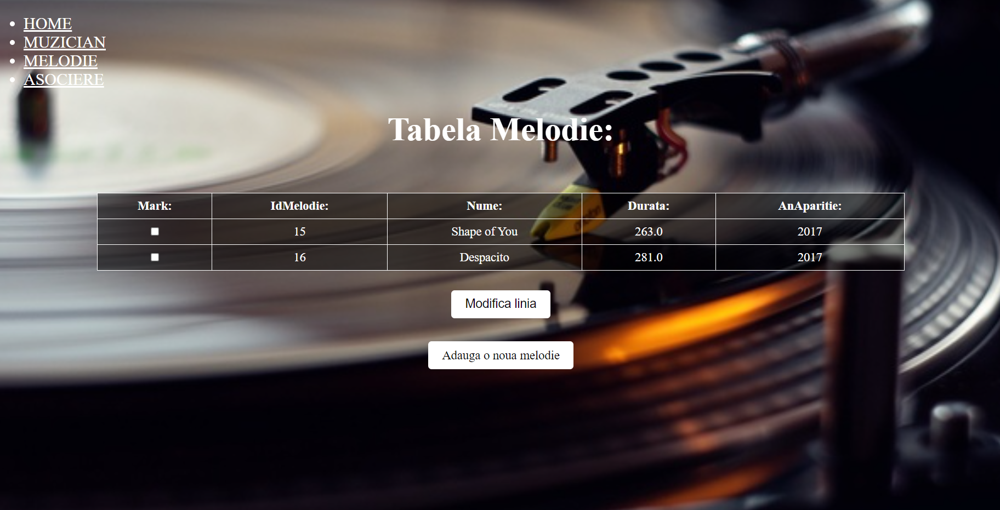 HOME
MUZICIAN
MELODIE
ASOCIERE
Tabela Melodie:
Mark: IdMelodie: Nume: Durata: AnAparitie:
15 Shape of You 263.0 2017
16 Despacito 281.0 2017
Modifica linia
Adauga o noua melodie